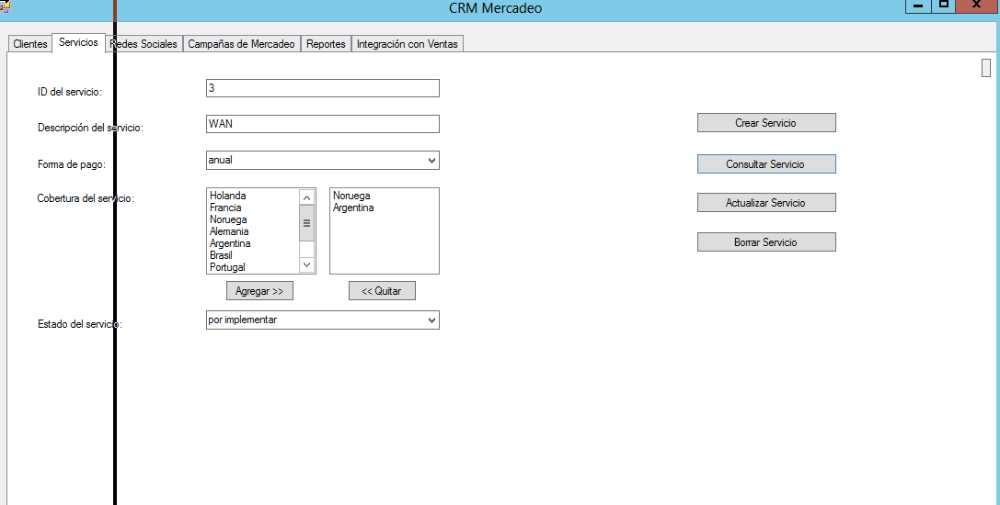 CRM Mercadeo
Clientes Servicios Redes Sociales Campañas de Mercadeo Reportes Integración con Ventas
ID del servicio: 3
Descripción del servicio: WAN Crear Servicio
Forma de pago: anual Consultar Servicio
Cobertura del servicio: Holanda Noruega
Francia Argentina Actualizar Servicio
Noruega
Alemania
Argentina Borrar Servicio
Brasil
Portugal
Agregar >> << Quitar
Estado del servicio: por implementar